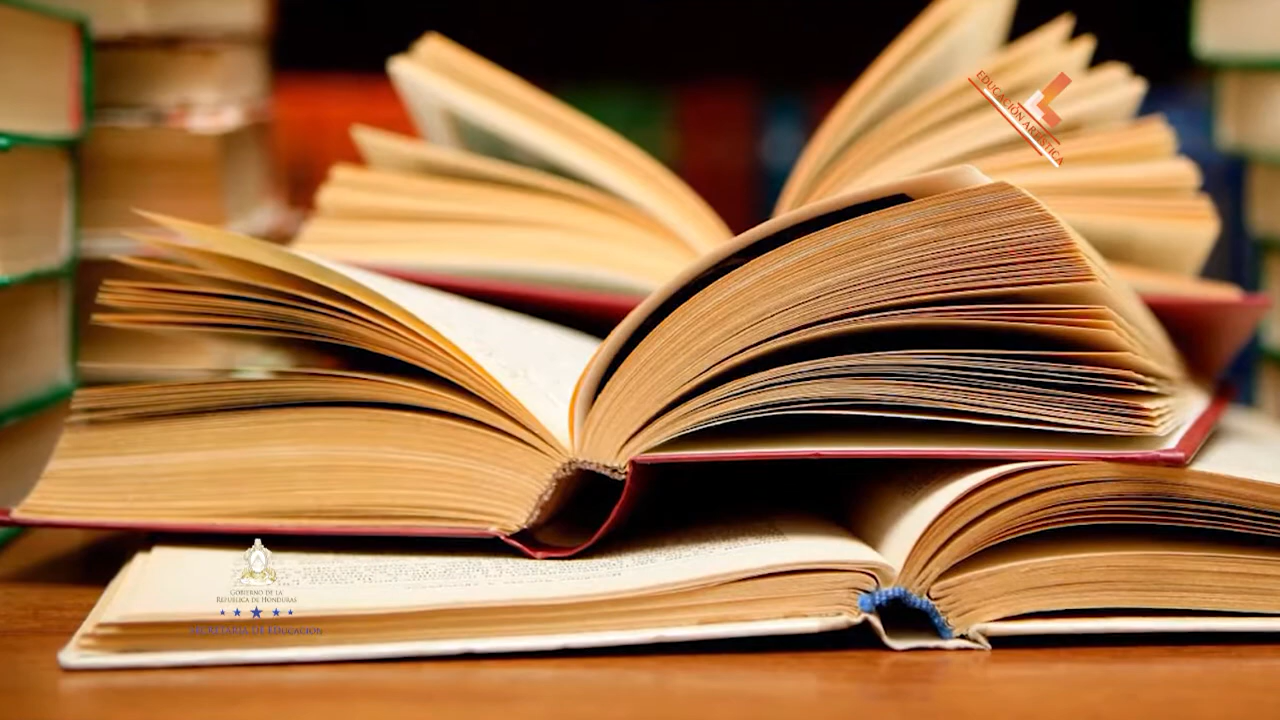 EDUCACIÓN ARTÍSTICA
GOBIERNO DE LA
REPÚBLICA DE HONDURAS
SECRETARÍA DE EDUCACIÓN